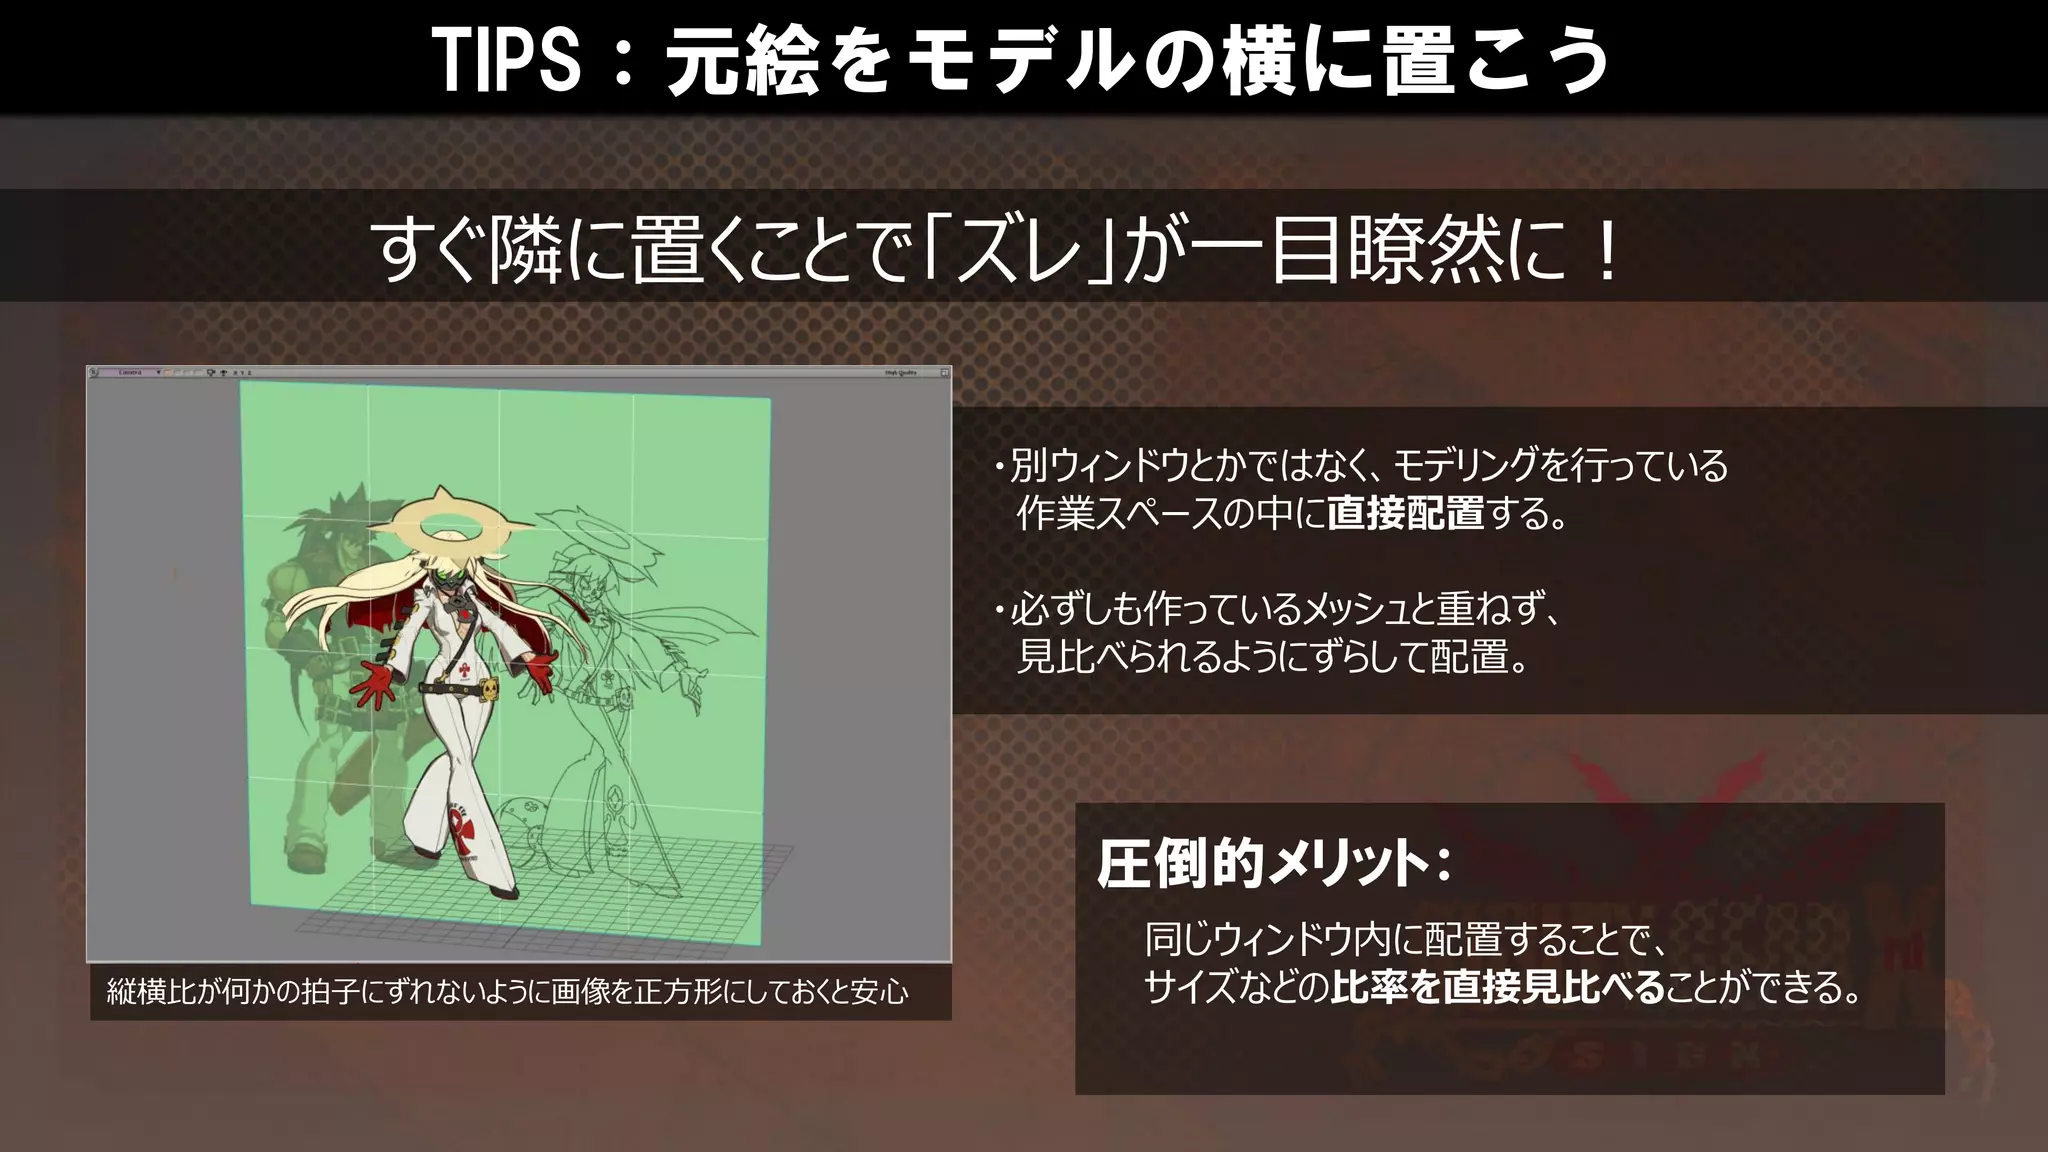 TIPS：元絵をモデルの横に置こう
すぐ隣に置くことで「ズレ」が一目瞭然に！
Camera
X Y Z
High Quality
・別ウィンドウとかではなく、モデリングを行っている
作業スペースの中に直接配置する。
・必ずしも作っているメッシュと重ねず、
見比べられるようにずらして配置。
縦横比が何かの拍子にずれないように画像を正方形にしておくと安心
圧倒的メリット：
同じウィンドウ内に配置することで、
サイズなどの比率を直接見比べることができる。
SIGN